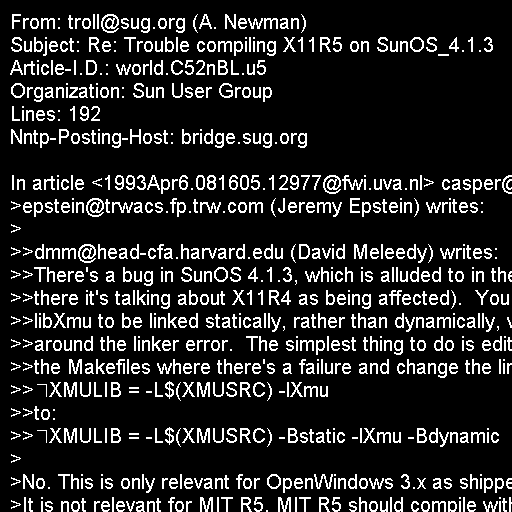 From: troll@sug.org (A. Newman)
Subject: Re: Trouble compiling X11R5 on SunOS_4.1.3
Article-I.D.: world.C52nBL.u5
Organization: Sun User Group
Lines: 192
Nntp-Posting-Host: bridge.sug.org

In article <1993Apr6.081605.12977@fwi.uva.nl> casper@
>epstein@trwacs.fp.trw.com (Jeremy Epstein) writes:
>
>>dmm@head-cfa.harvard.edu (David Meleedy) writes:
>>There's a bug in SunOS 4.1.3, which is alluded to in the
>>there it's talking about X11R4 as being affected).  You
>>libXmu to be linked statically, rather than dynamically,
>>around the linker error.  The simplest thing to do is edit
>>the Makefiles where there's a failure and change the
>>XMULIB = -L$(XMUSRC) -lXmu
>>to:
>>XMULIB = -L$(XMUSRC) -Bstatic -lXmu -Bdynamic
>
>No. This is only relevant for OpenWindows 3.x as shippe
>It is not relevant for MIT R5. MIT R5 should compile with